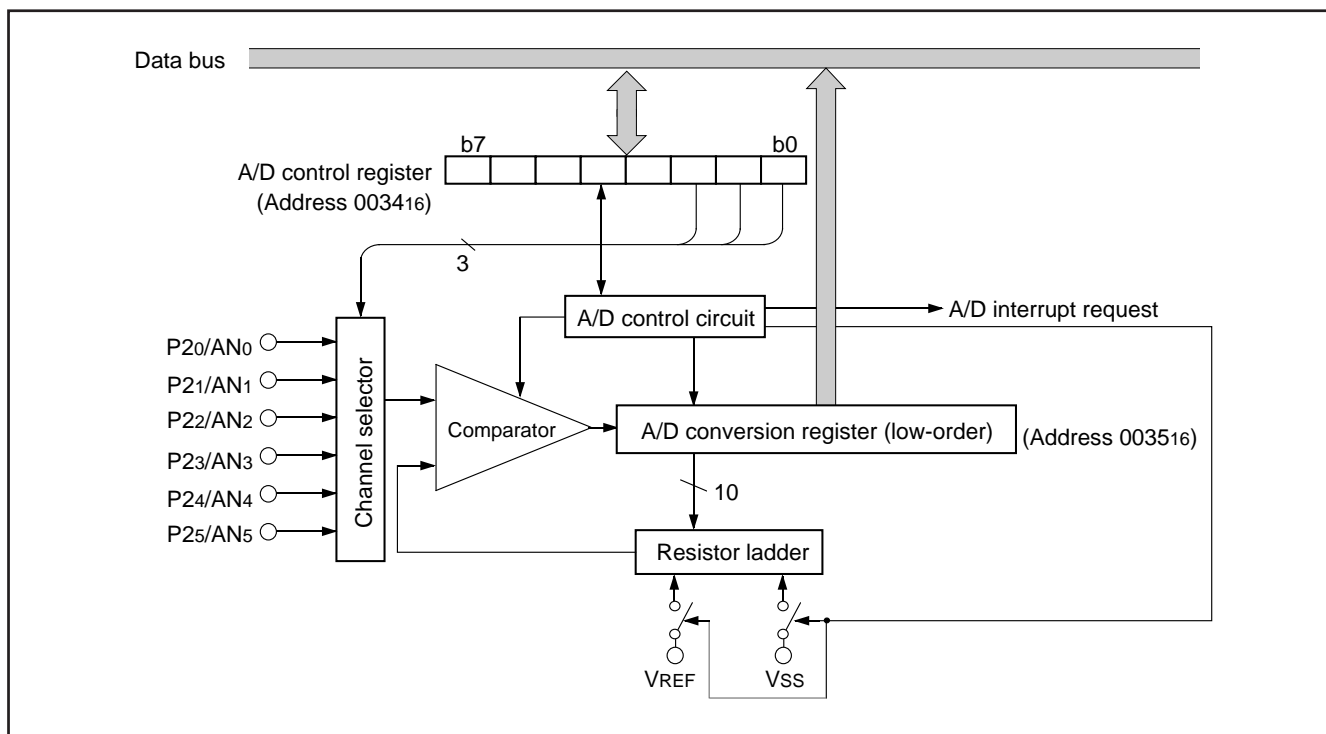 Data bus
b7 b0
A/D control register
(Address 003416)
3
A/D control circuit
A/D interrupt request
P20/AN0
P21/AN1
P22/AN2
P23/AN3
P24/AN4
P25/AN5
Channel selector
Comparator
A/D conversion register (low-order)
(Address 003516)
10
Resistor ladder
VREF
VSS